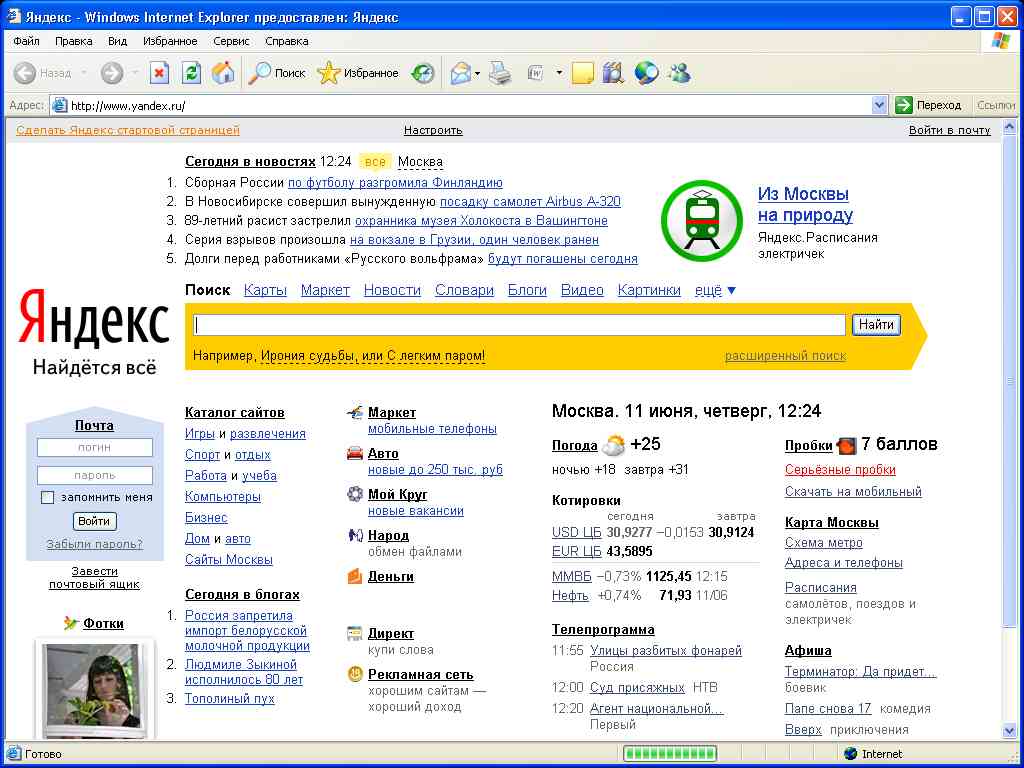 Яндекс - Windows Internet Explorer предоставлен: Яндекс
Файл Правка Вид Избранное Сервис Справка
Назад Поиск Избранное
Адрес: http://www.yandex.ru/ Переход Ссылки
Сделать Яндекс стартовой страницей Настроить Войти в почту
Сегодня в новостях 12:24 все Москва
1. Сборная России по футболу разгромила Финляндию
2. В Новосибирске совершил вынужденную посадку самолет Airbus A-320
3. 89-летний расист застрелил охранника музея Холокоста в Вашингтоне
4. Серия взрывов произошла на вокзале в Грузии, один человек ранен
5. Долги перед работниками «Русского вольфрама» будут погашены сегодня
Из Москвы
на природу
Яндекс.Расписания
электричек
Поиск Карты Маркет Новости Словари Блоги Видео Картинки ещё ▼
Яндекс
Найдётся всё
Найти
Например, Ирония судьбы, или С легким паром! расширенный поиск
Почта
логин
пароль
запомнить меня
Войти
Забыли пароль?
Завести
почтовый ящик
Фотки
Каталог сайтов
Игры и развлечения
Спорт и отдых
Работа и учеба
Компьютеры
Бизнес
Дом и авто
Сайты Москвы
Сегодня в блогах
1. Россия запретила
импорт белорусской
молочной продукции
2. Людмиле Зыкиной
исполнилось 80 лет
3. Тополиный пух
Маркет
мобильные телефоны
Авто
новые до 250 тыс. руб
Мой Круг
новые вакансии
Народ
обмен файлами
Деньги
Директ
купи слова
Рекламная сеть
хорошим сайтам —
хороший доход
Москва. 11 июня, четверг, 12:24
Погода +25
ночью +18 завтра +31
Котировки
сегодня завтра
USD ЦБ 30,9277 −0,0153 30,9124
EUR ЦБ 43,5895
ММВБ −0,73% 1125,45 12:15
Нефть +0,74% 71,93 11/06
Телепрограмма
11:55 Улицы разбитых фонарей
Россия
12:00 Суд присяжных НТВ
12:20 Агент национальной...
Первый
Пробки 7 баллов
Серьёзные пробки
Скачать на мобильный
Карта Москвы
Схема метро
Адреса и телефоны
Расписания
самолётов, поездов и
электричек
Афиша
Терминатор: Да придет...
боевик
Папе снова 17 комедия
Вверх приключения
Готово Internet